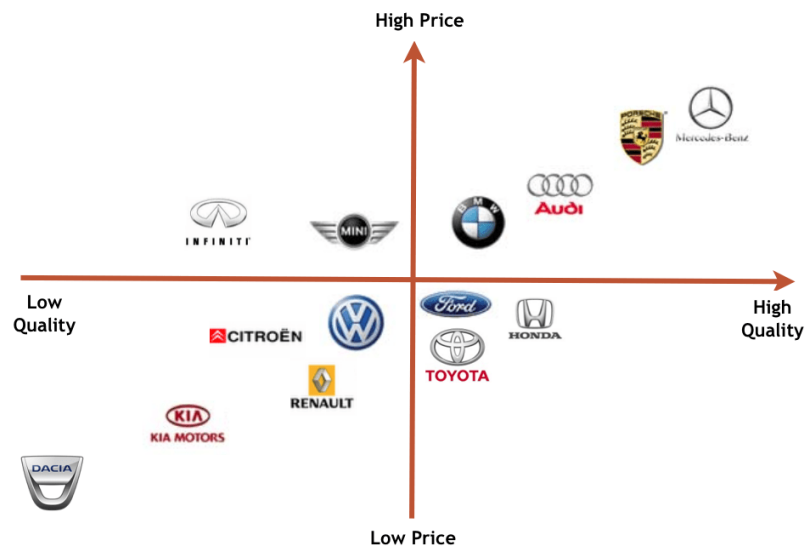 High Price
PORSCHE
Mercedes-Benz
Audi
BMW
INFINITI
MINI
Low
Quality
High
Quality
Ford
HONDA
CITROËN
TOYOTA
RENAULT
KIA
KIA MOTORS
DACIA
Low Price